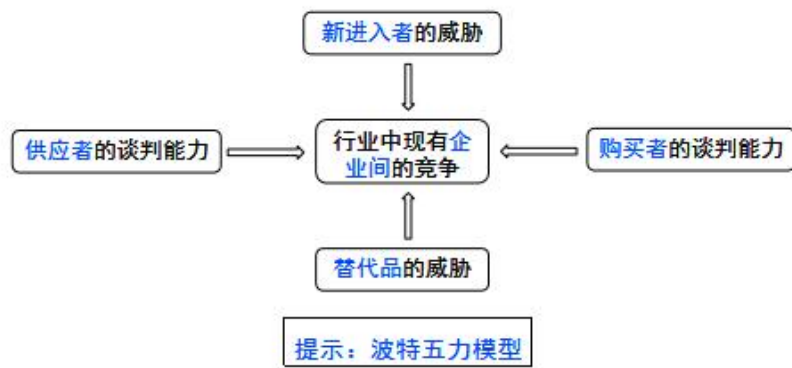 新进入者的威胁
供应者的谈判能力
行业中现有企
业间的竞争
购买者的谈判能力
替代品的威胁
提示：波特五力模型